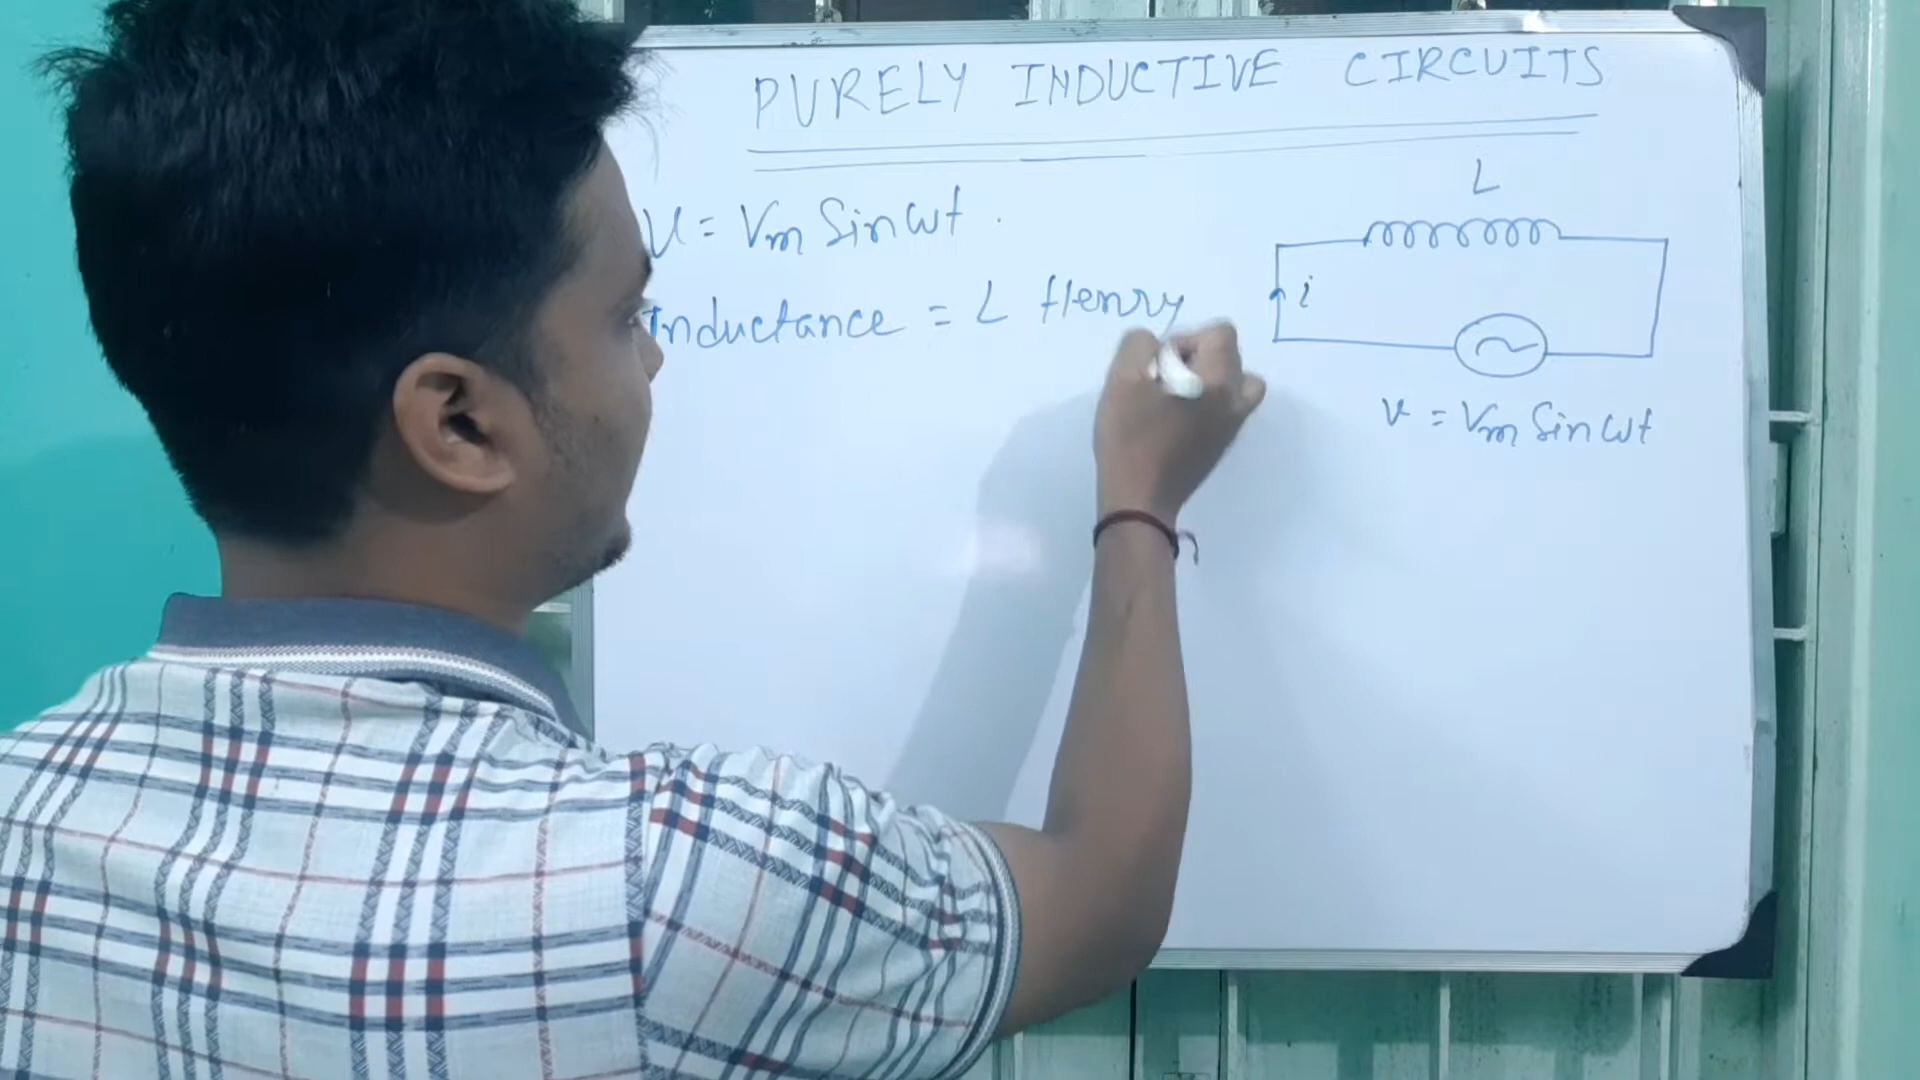 PURELY INDUCTIVE CIRCUITS
v = Vm Sin ωt .
Inductance = L Henry
L
i
v = Vm Sin ωt